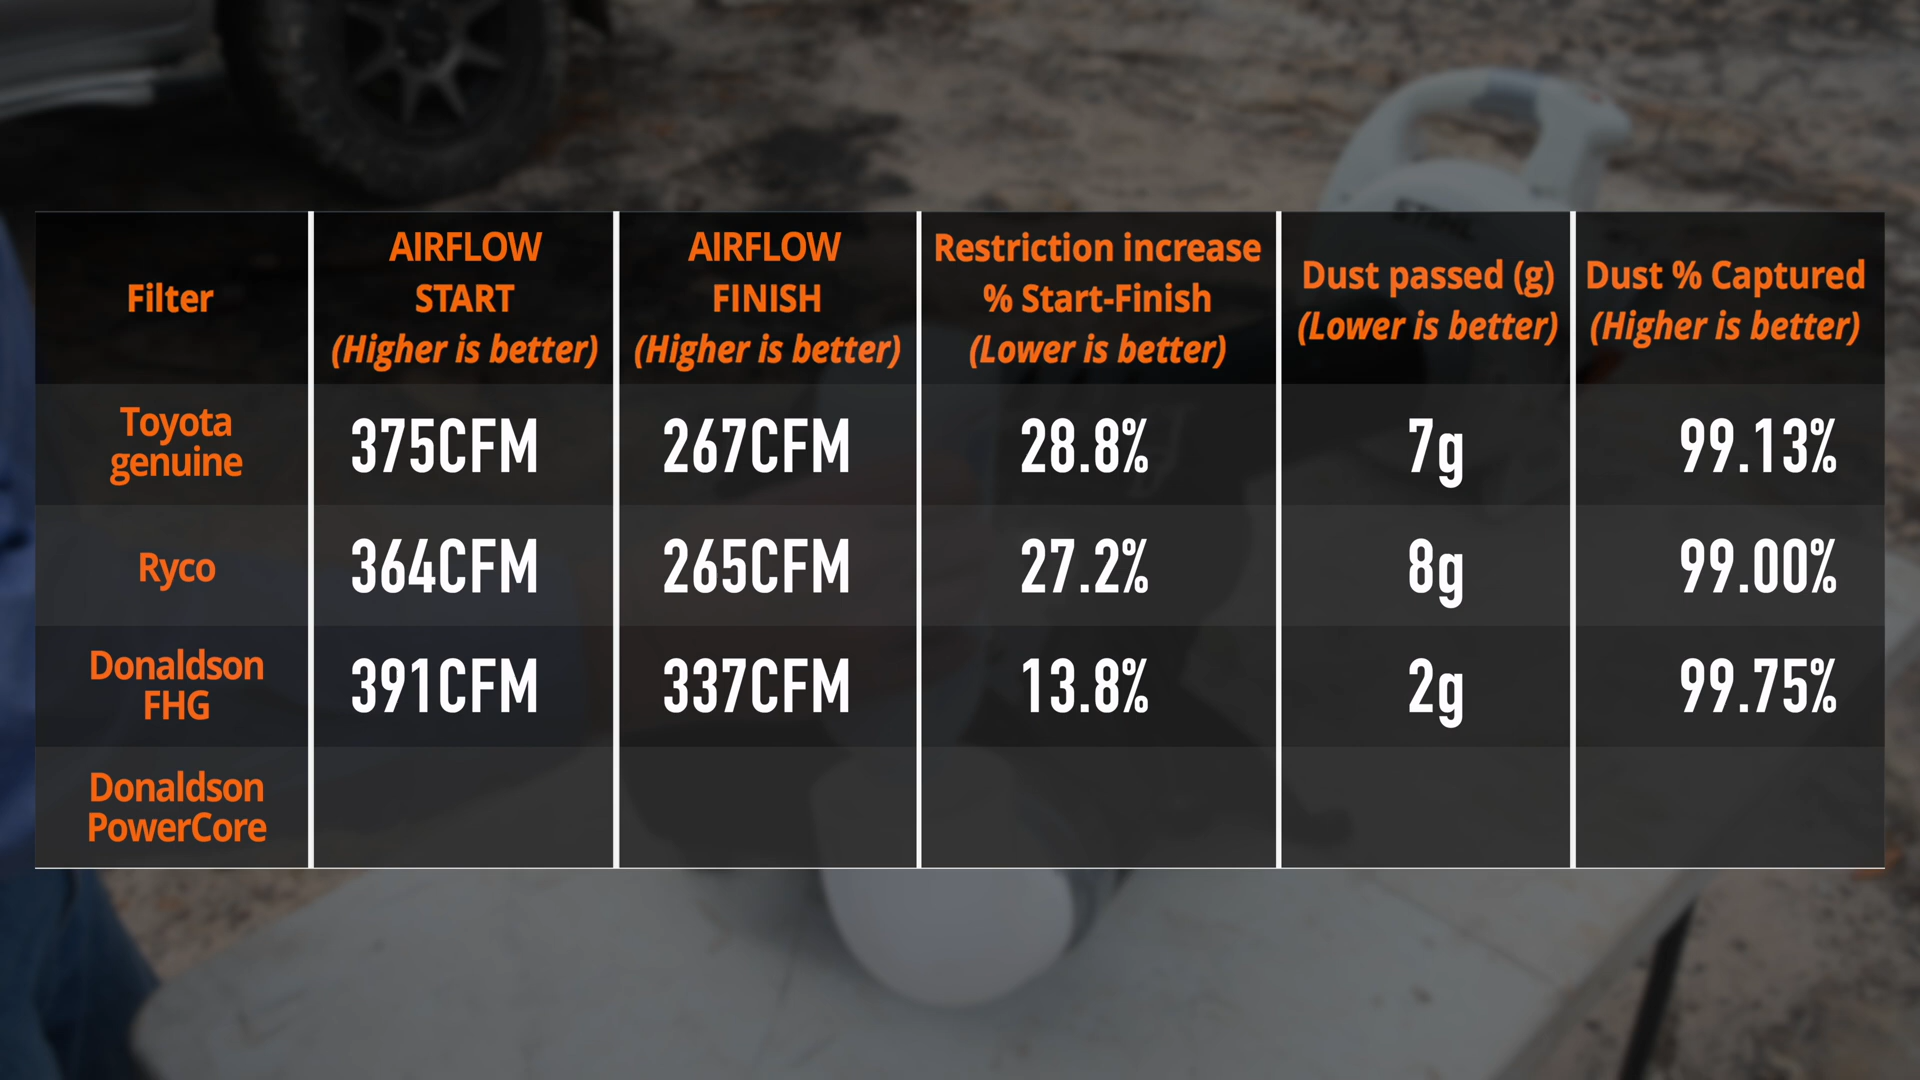 Filter
AIRFLOW
START
(Higher is better)
AIRFLOW
FINISH
(Higher is better)
Restriction increase
% Start-Finish
(Lower is better)
Dust passed (g)
(Lower is better)
Dust % Captured
(Higher is better)
Toyota
genuine
375CFM
267CFM
28.8%
7g
99.13%
Ryco
364CFM
265CFM
27.2%
8g
99.00%
Donaldson
FHG
391CFM
337CFM
13.8%
2g
99.75%
Donaldson
PowerCore